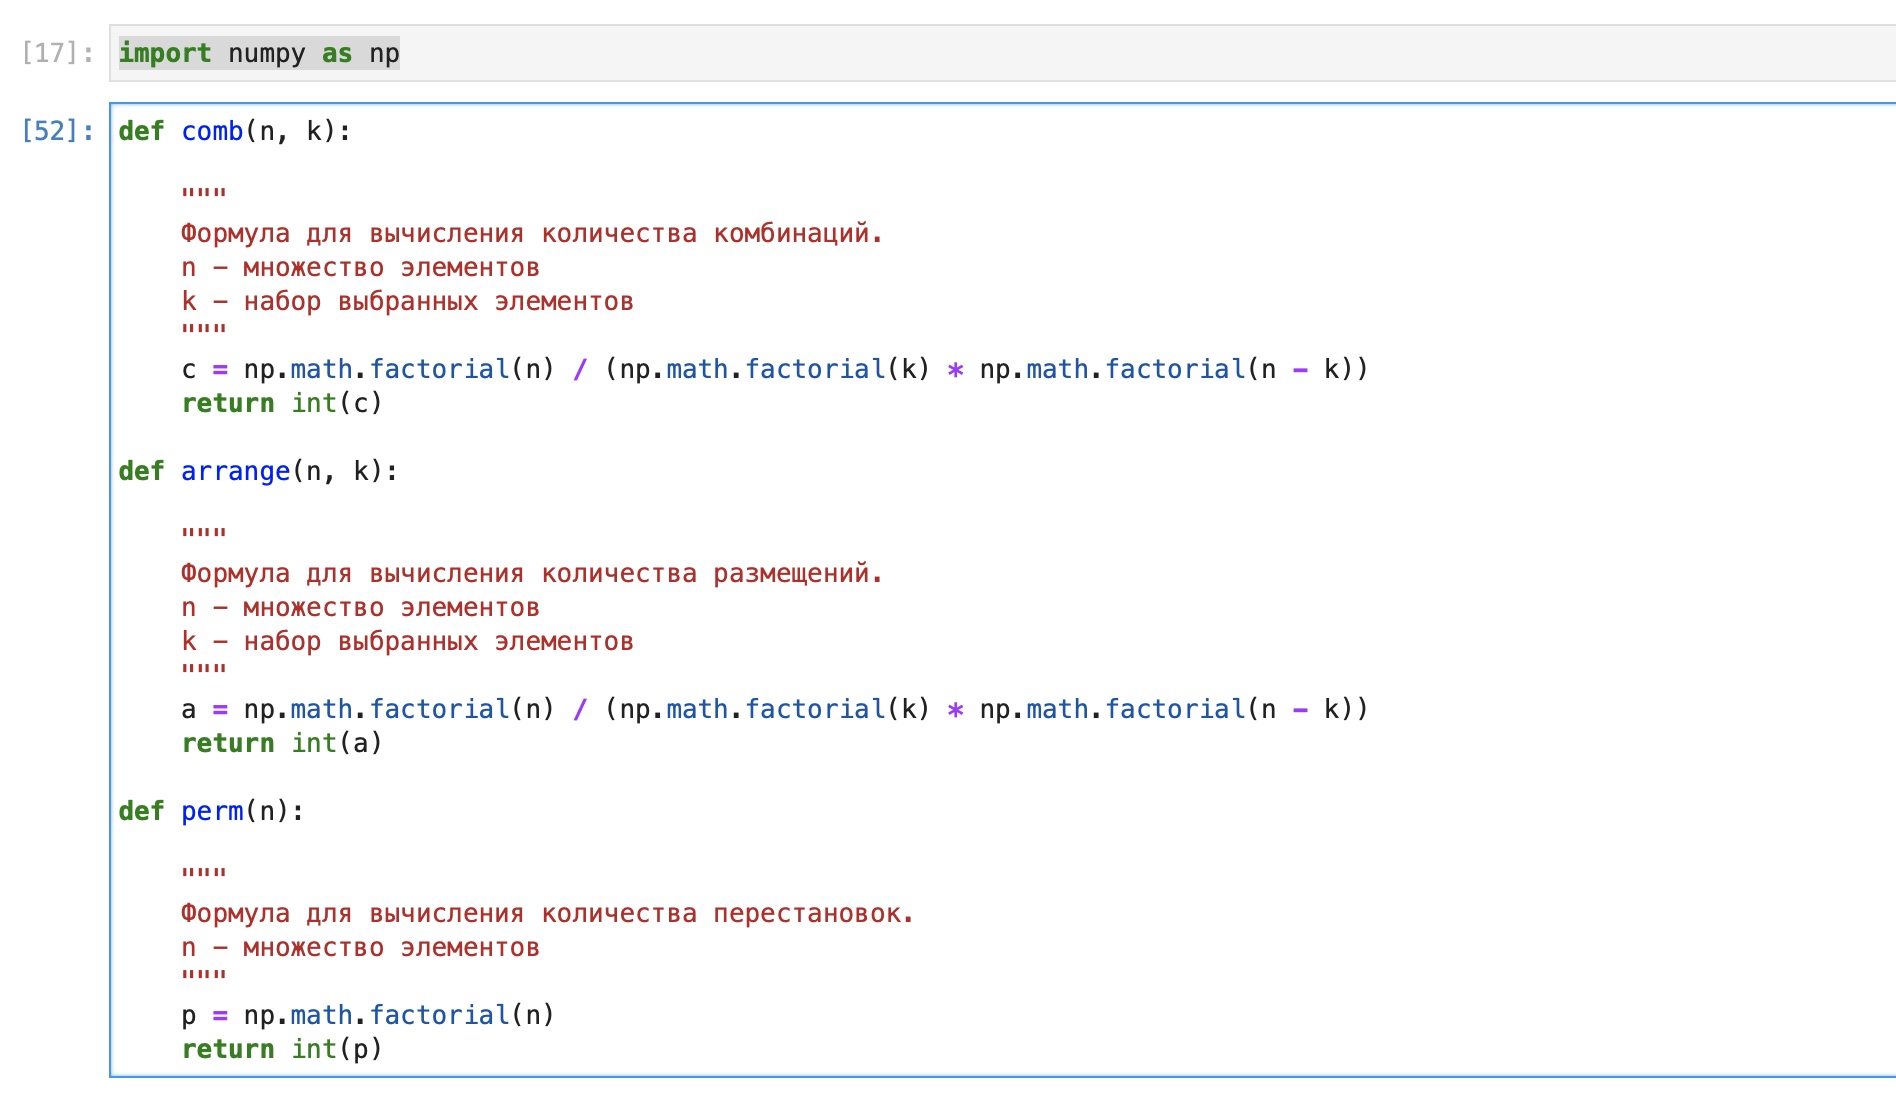 [17]: import numpy as np
[52]: def comb(n, k):
"""
Формула для вычисления количества комбинаций.
n – множество элементов
k – набор выбранных элементов
"""
c = np.math.factorial(n) / (np.math.factorial(k) * np.math.factorial(n - k))
return int(c)
def arrange(n, k):
"""
Формула для вычисления количества размещений.
n – множество элементов
k – набор выбранных элементов
"""
a = np.math.factorial(n) / (np.math.factorial(k) * np.math.factorial(n - k))
return int(a)
def perm(n):
"""
Формула для вычисления количества перестановок.
n – множество элементов
"""
p = np.math.factorial(n)
return int(p)